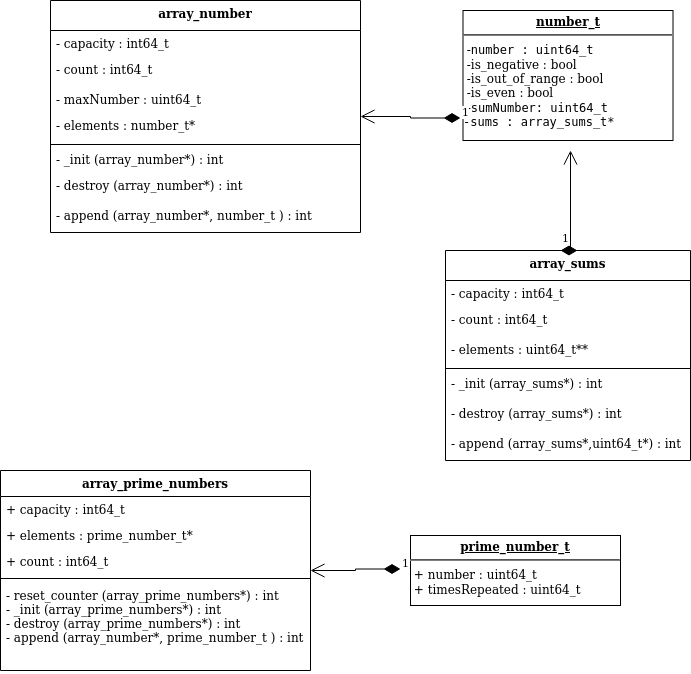 array_number
- capacity : int64_t
- count : int64_t
- maxNumber : uint64_t
- elements : number_t*
- _init (array_number*) : int
- destroy (array_number*) : int
- append (array_number*, number_t ) : int
number_t
-number : uint64_t
-is_negative : bool
-is_out_of_range : bool
-is_even : bool
-sumNumber: uint64_t
-sums : array_sums_t*
1
1
array_sums
- capacity : int64_t
- count : int64_t
- elements : uint64_t**
- _init (array_sums*) : int
- destroy (array_sums*) : int
- append (array_sums*,uint64_t*) : int
array_prime_numbers
+ capacity : int64_t
+ elements : prime_number_t*
+ count : int64_t
- reset_counter (array_prime_numbers*) : int
- _init (array_prime_numbers*) : int
- destroy (array_prime_numbers*) : int
- append (array_number*, prime_number_t ) : int
1
prime_number_t
+ number : uint64_t
+ timesRepeated : uint64_t